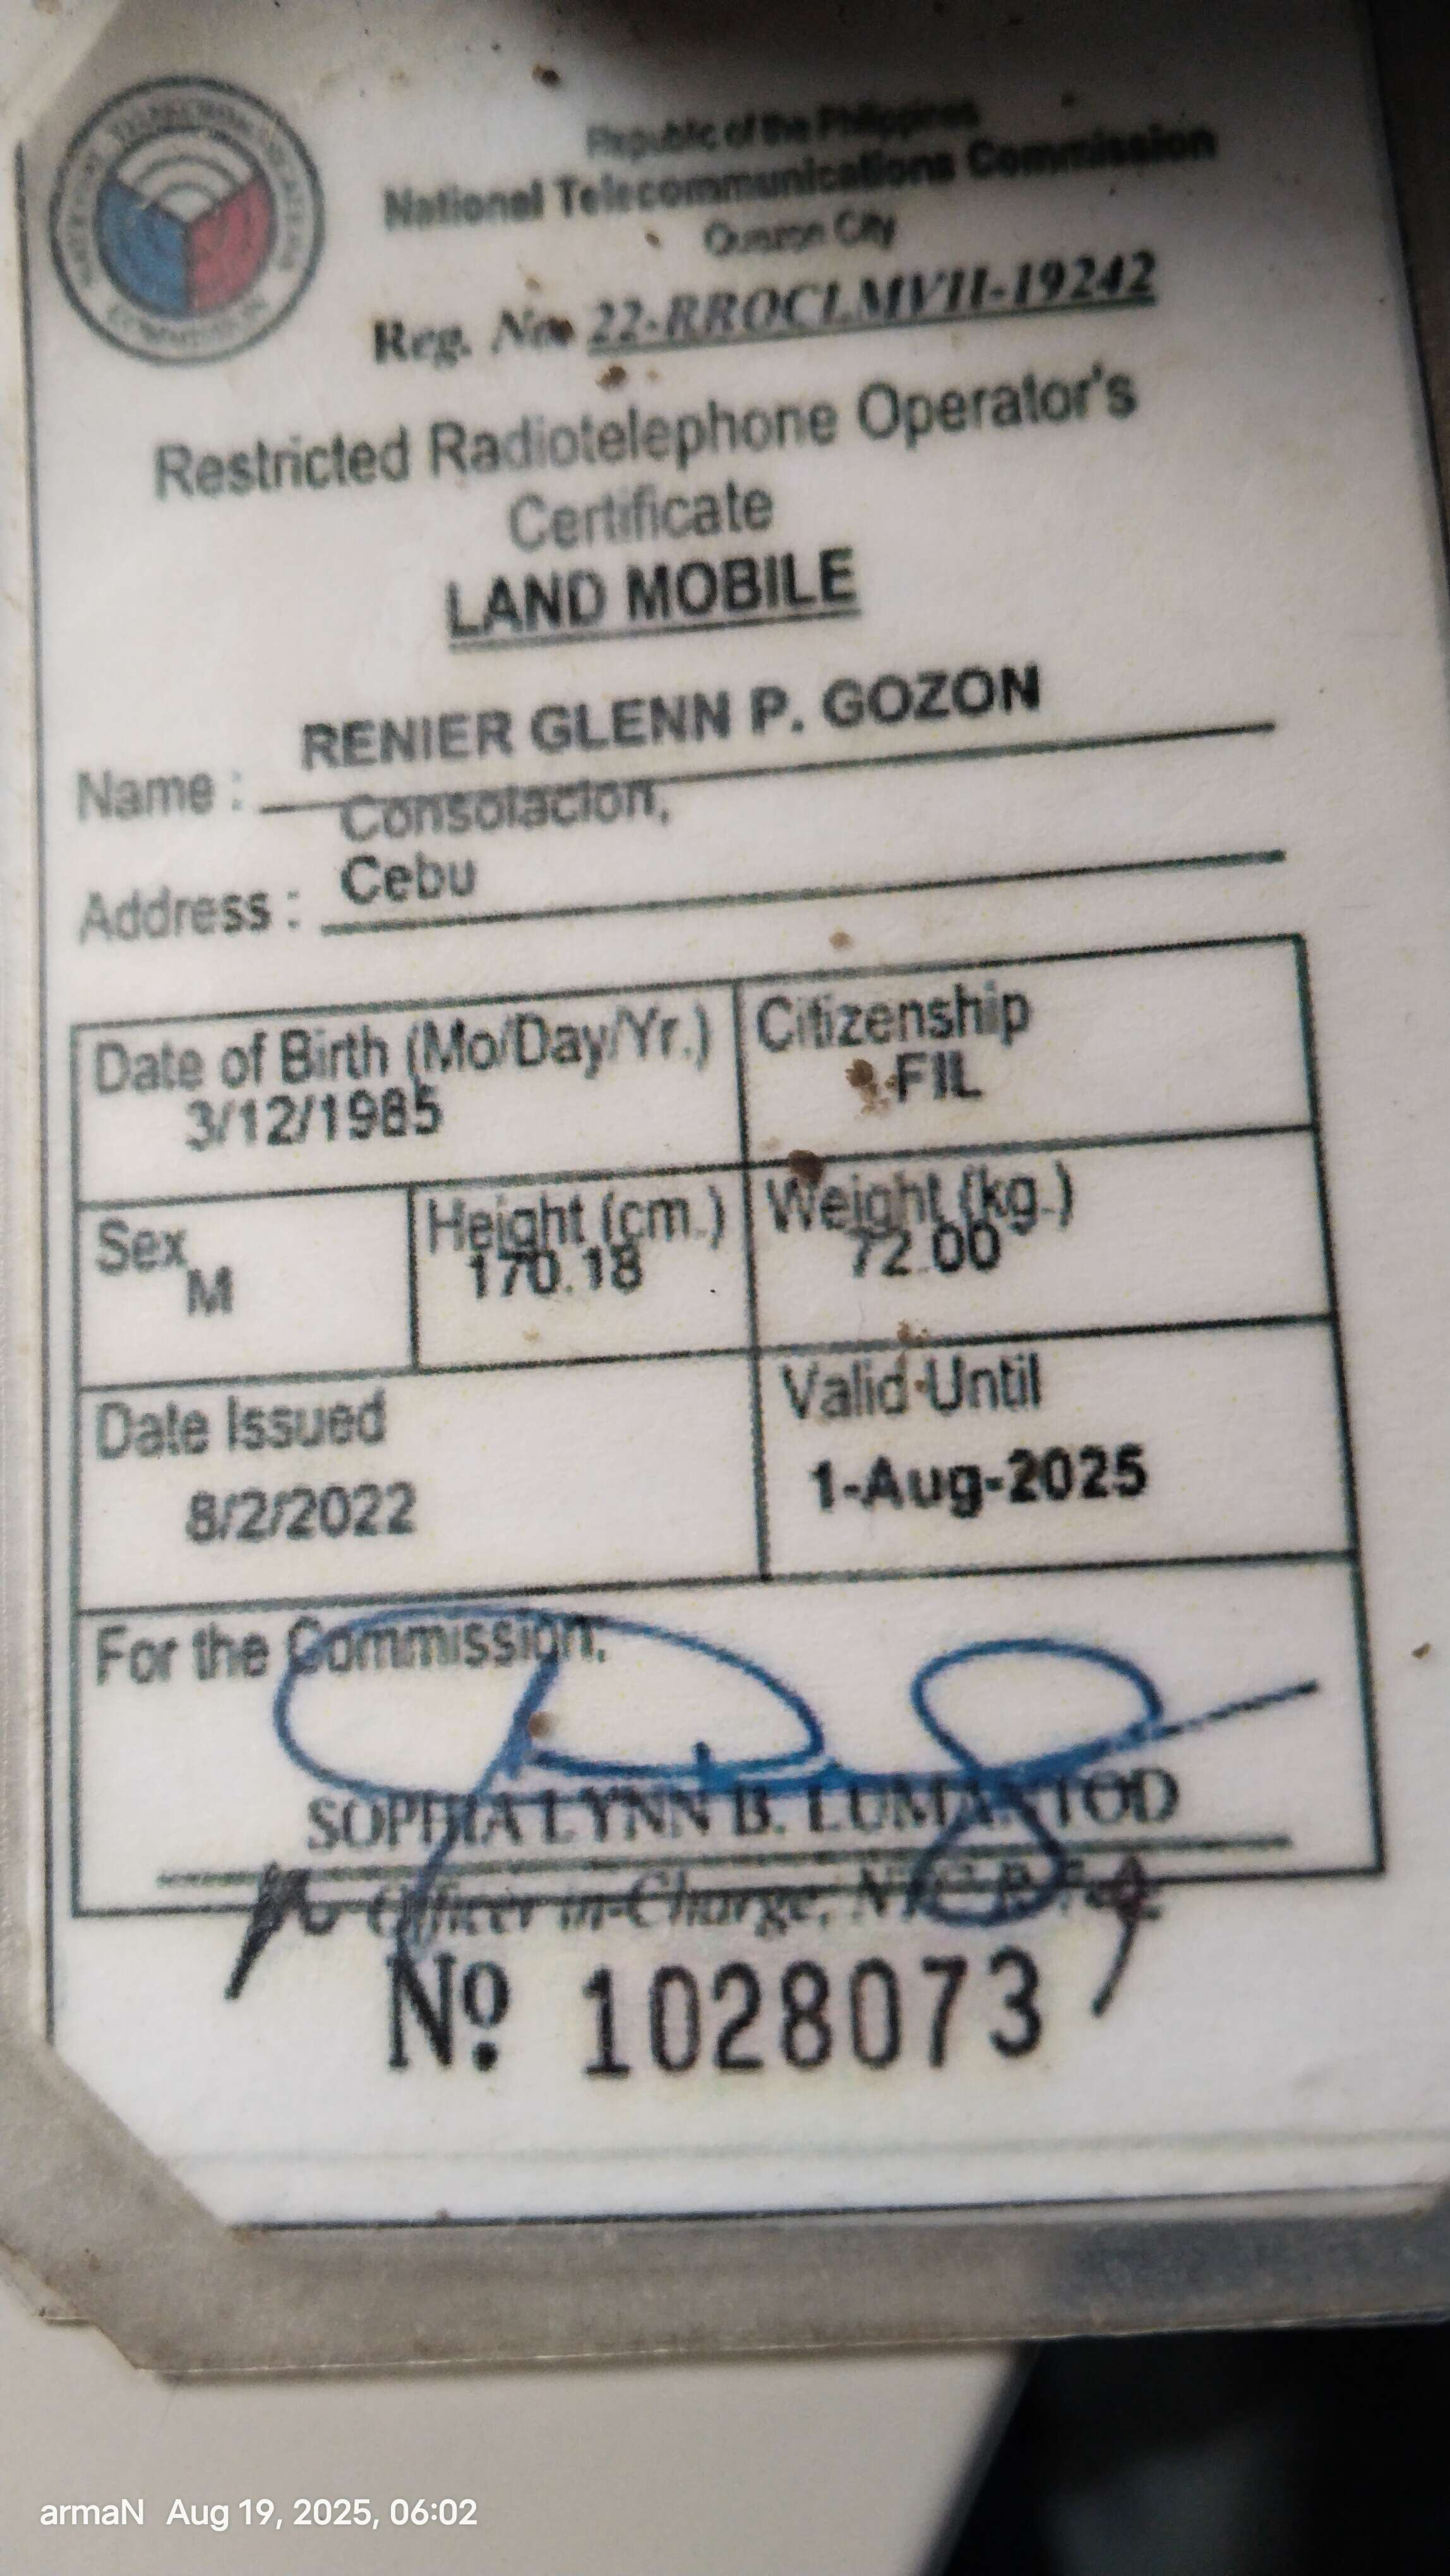 Republic of the Philippines
National Telecommunications Commission
Quezon City
Reg. No. 22-RROCLMVII-19242
Restricted Radiotelephone Operator's
Certificate
LAND MOBILE
RENIER GLENN P. GOZON
Name :
Consolacion,
Cebu
Address :
Date of Birth (Mo/Day/Yr.)
3/12/1985
Citizenship
FIL
Sex
M
Height (cm.)
170.18
Weight (kg.)
72.00
Date Issued
8/2/2022
Valid Until
1-Aug-2025
For the Commission,
SOPHIA LYNN B. LUMANTOD
Officer in-Charge,
Nº 1028073
armaN Aug 19, 2025, 06:02